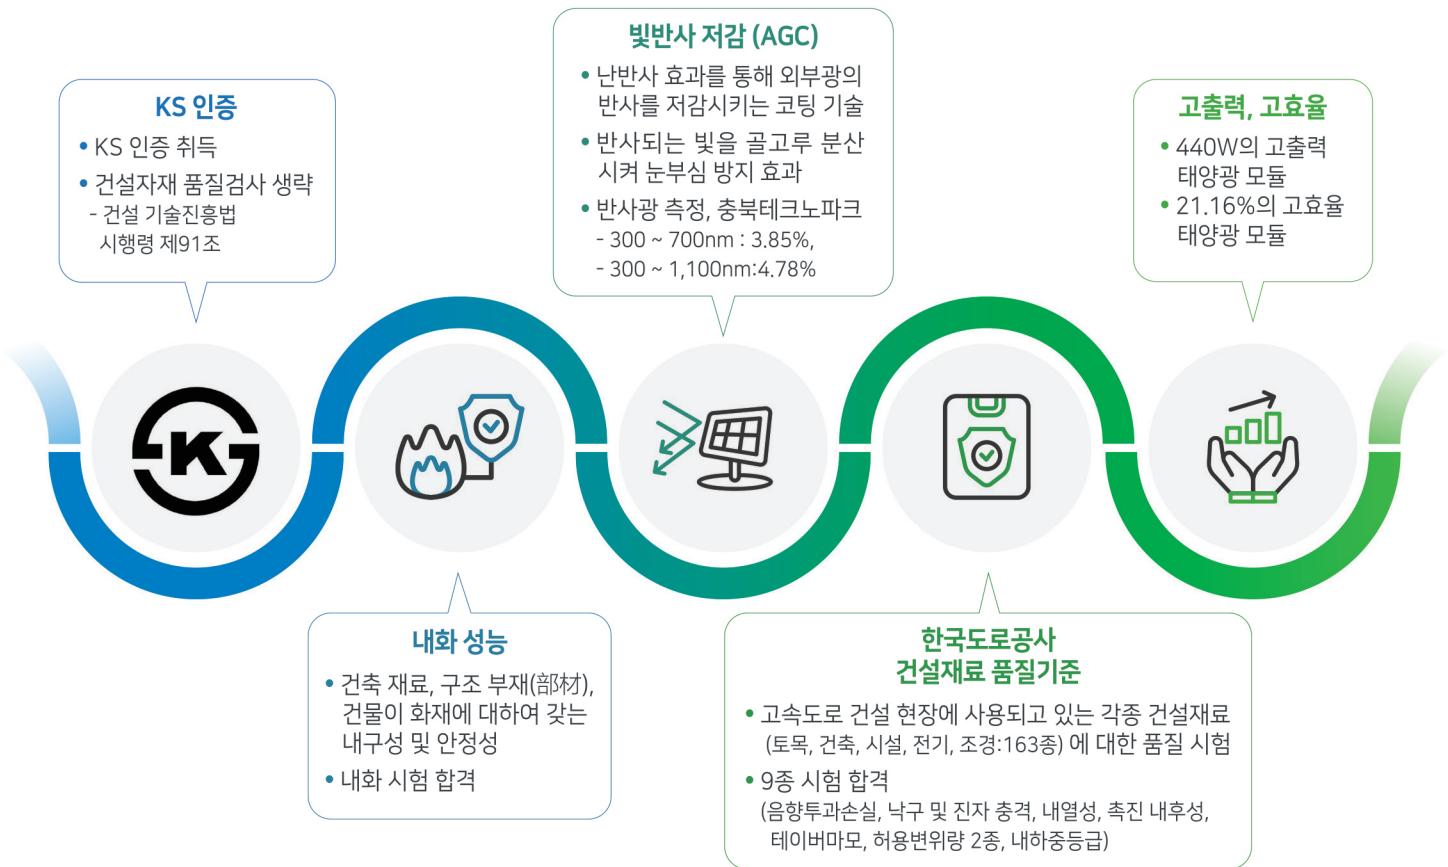 KS 인증
• KS 인증 취득
• 건설자재 품질검사 생략
- 건설 기술진흥법
시행령 제91조
빛반사 저감 (AGC)
• 난반사 효과를 통해 외부광의
반사를 저감시키는 코팅 기술
• 반사되는 빛을 골고루 분산
시켜 눈부심 방지 효과
• 반사광 측정, 충북테크노파크
- 300 ~ 700nm : 3.85%,
- 300 ~ 1,100nm:4.78%
고출력, 고효율
• 440W의 고출력
태양광 모듈
• 21.16%의 고효율
태양광 모듈
K
내화 성능
• 건축 재료, 구조 부재(部材),
건물이 화재에 대하여 갖는
내구성 및 안정성
• 내화 시험 합격
한국도로공사
건설재료 품질기준
• 고속도로 건설 현장에 사용되고 있는 각종 건설재료
(토목, 건축, 시설, 전기, 조경:163종) 에 대한 품질 시험
• 9종 시험 합격
(음향투과손실, 낙구 및 진자 충격, 내열성, 촉진 내후성,
테이버마모, 허용변위량 2종, 내하중등급)